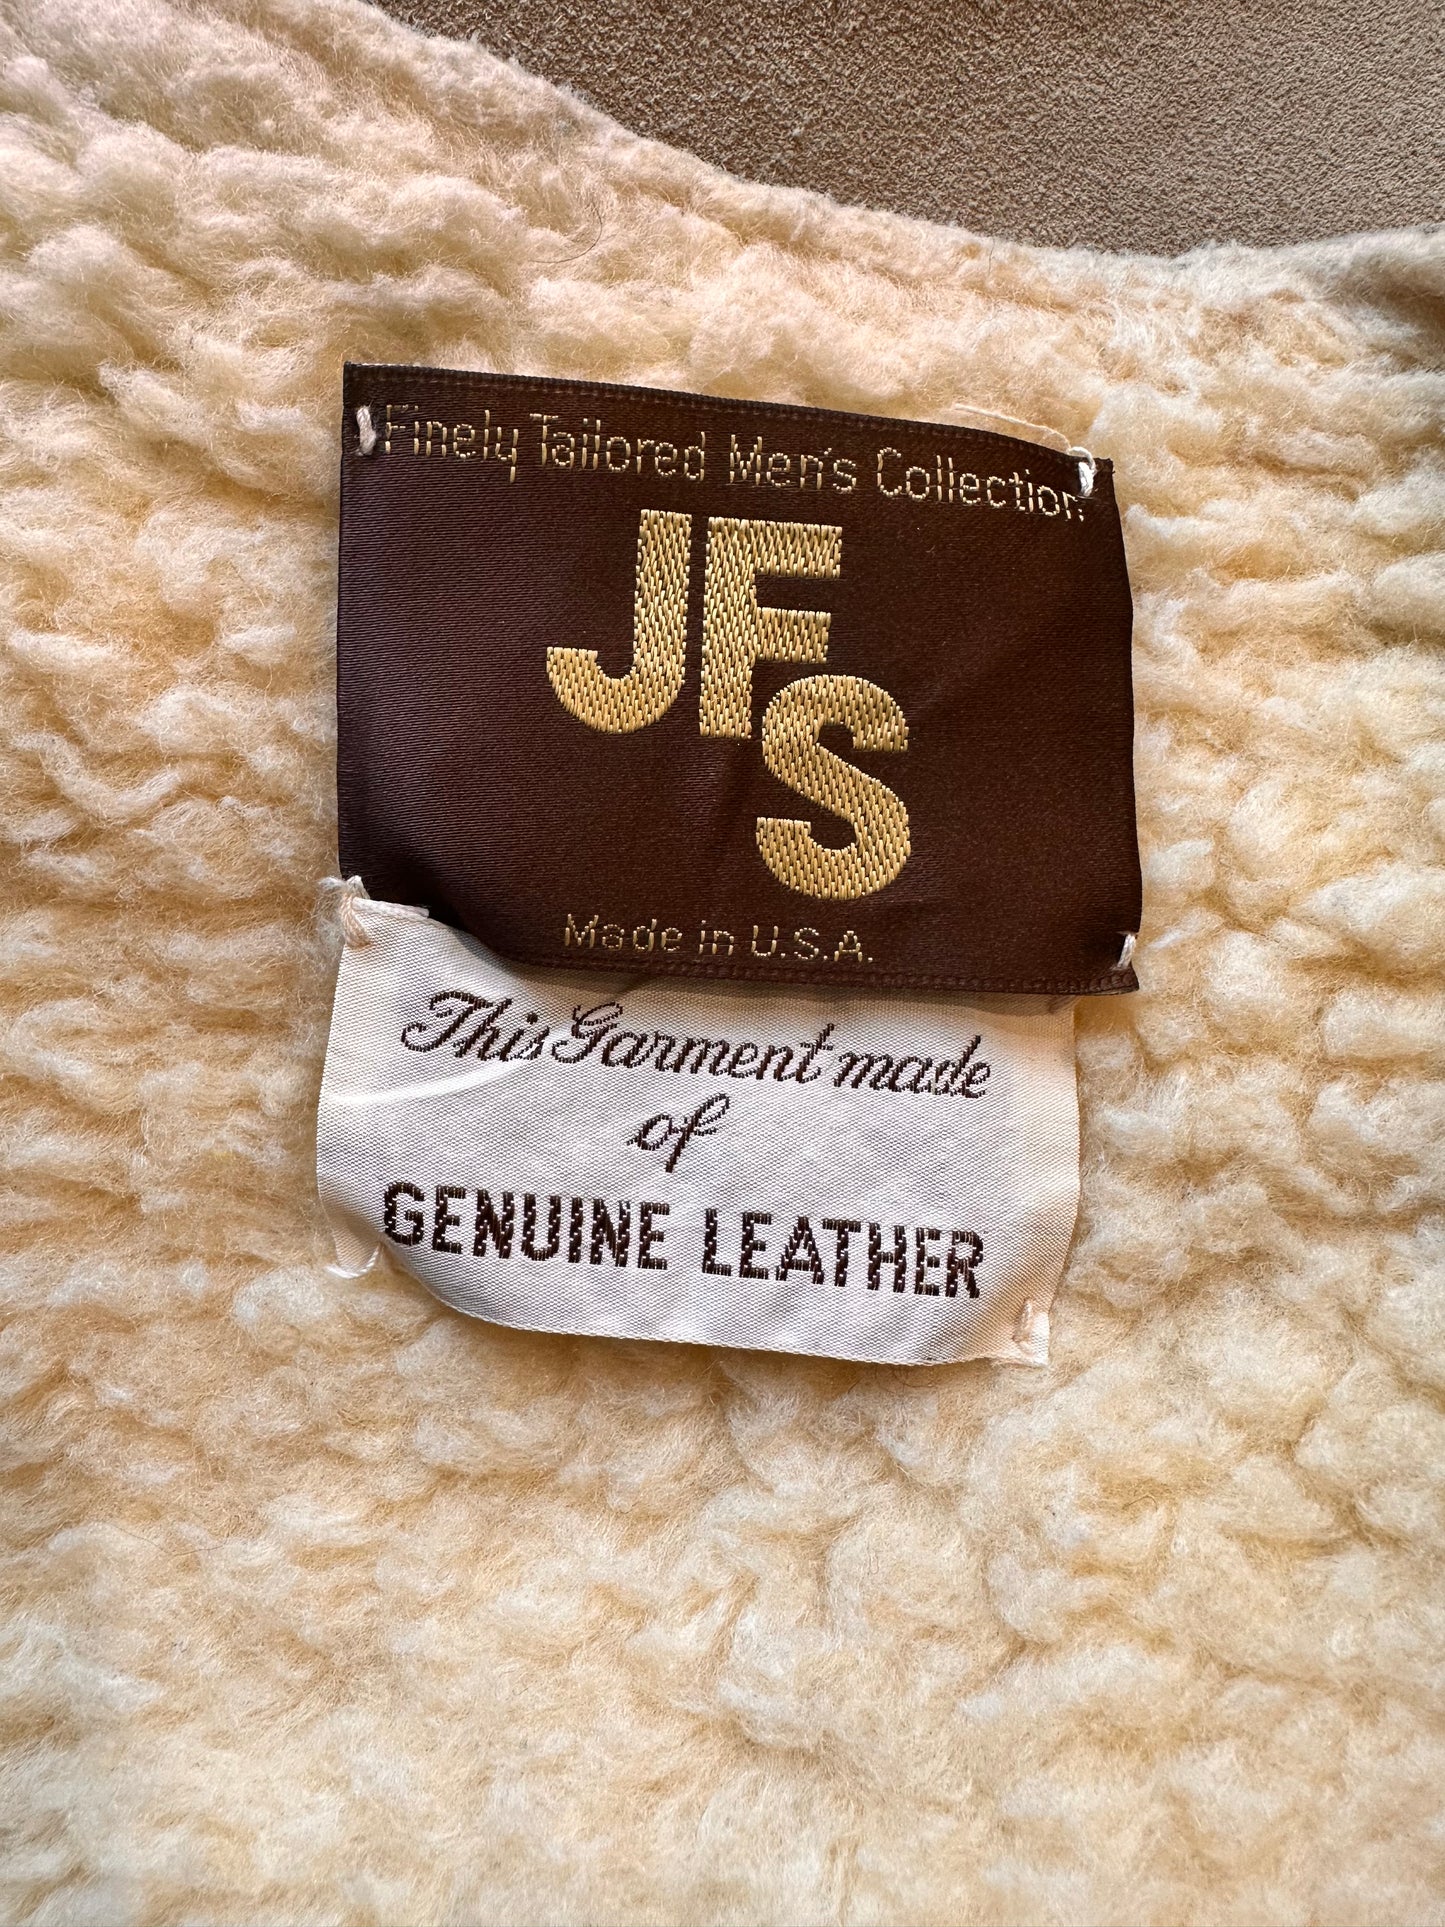 Finely Tailored Men's Collection
JFS
Made in U.S.A.
This Garment made
of
GENUINE LEATHER